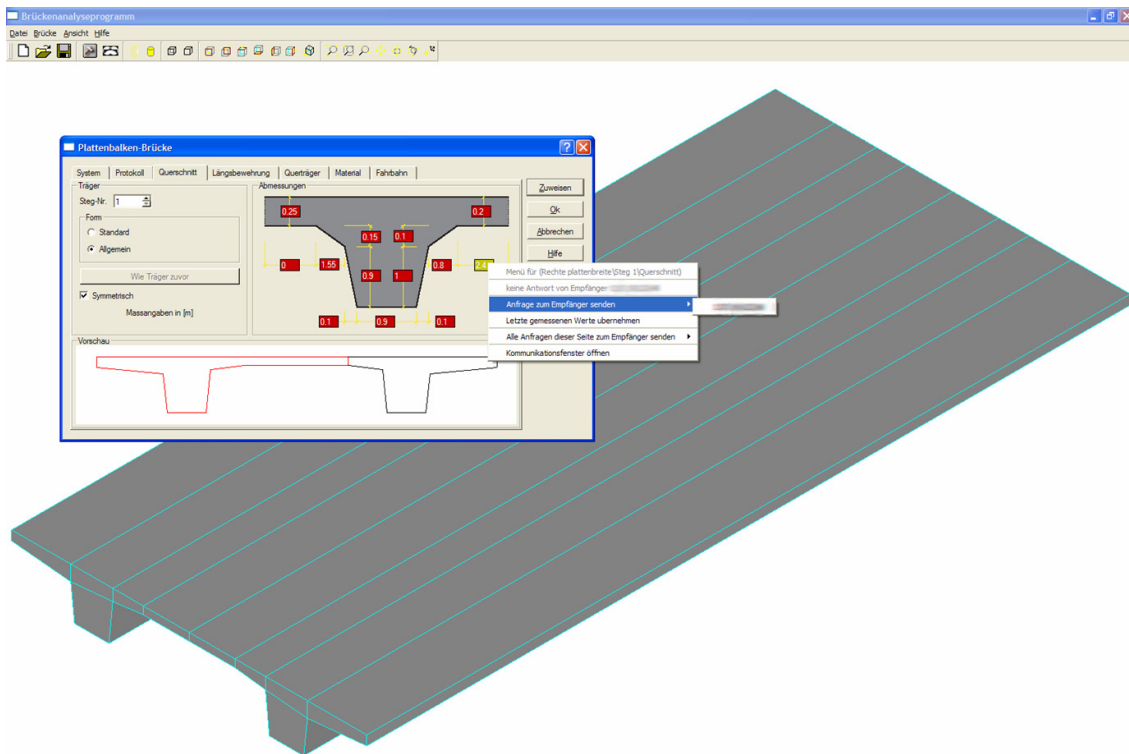 Brückenanalyseprogramm
Datei Brücke Ansicht Hilfe
Plattenbalken-Brücke
System Protokoll Querschnitt Längsbewehrung Querträger Material Fahrbahn
Träger
Steg-Nr. 1
Form
Standard
Allgemein
Wie Träger zuvor
Symmetrisch
Massangaben in [m]
Abmessungen
0.25 0.2
0.15 0.1
0 1.55 0.9 1 0.8 2.4
0.1 0.9 0.1
Zuweisen
Ok
Abbrechen
Hilfe
Menü für (Rechte plattenbreite\Steg 1\Querschnitt)
keine Antwort von Empfänger
Anfrage zum Empfänger senden
Letzte gemessenen Werte übernehmen
Alle Anfragen dieser Seite zum Empfänger senden
Kommunikationsfenster öffnen
Vorschau